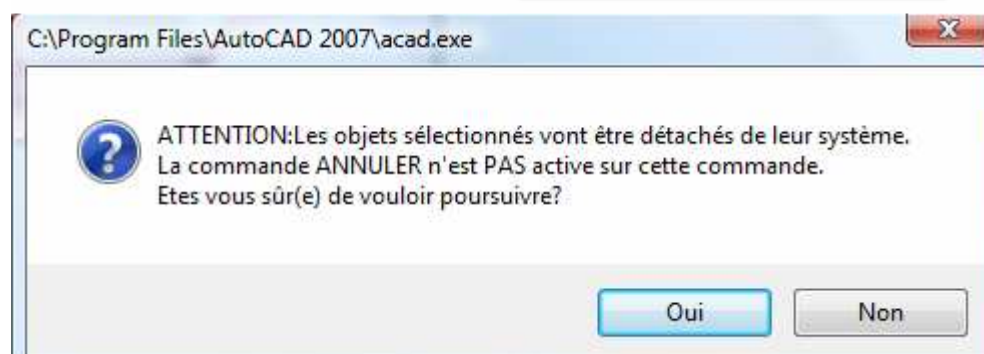 C:\Program Files\AutoCAD 2007\acad.exe
ATTENTION:Les objets sélectionnés vont être détachés de leur système.
La commande ANNULER n'est PAS active sur cette commande.
Etes vous sûr(e) de vouloir poursuivre?
Oui
Non